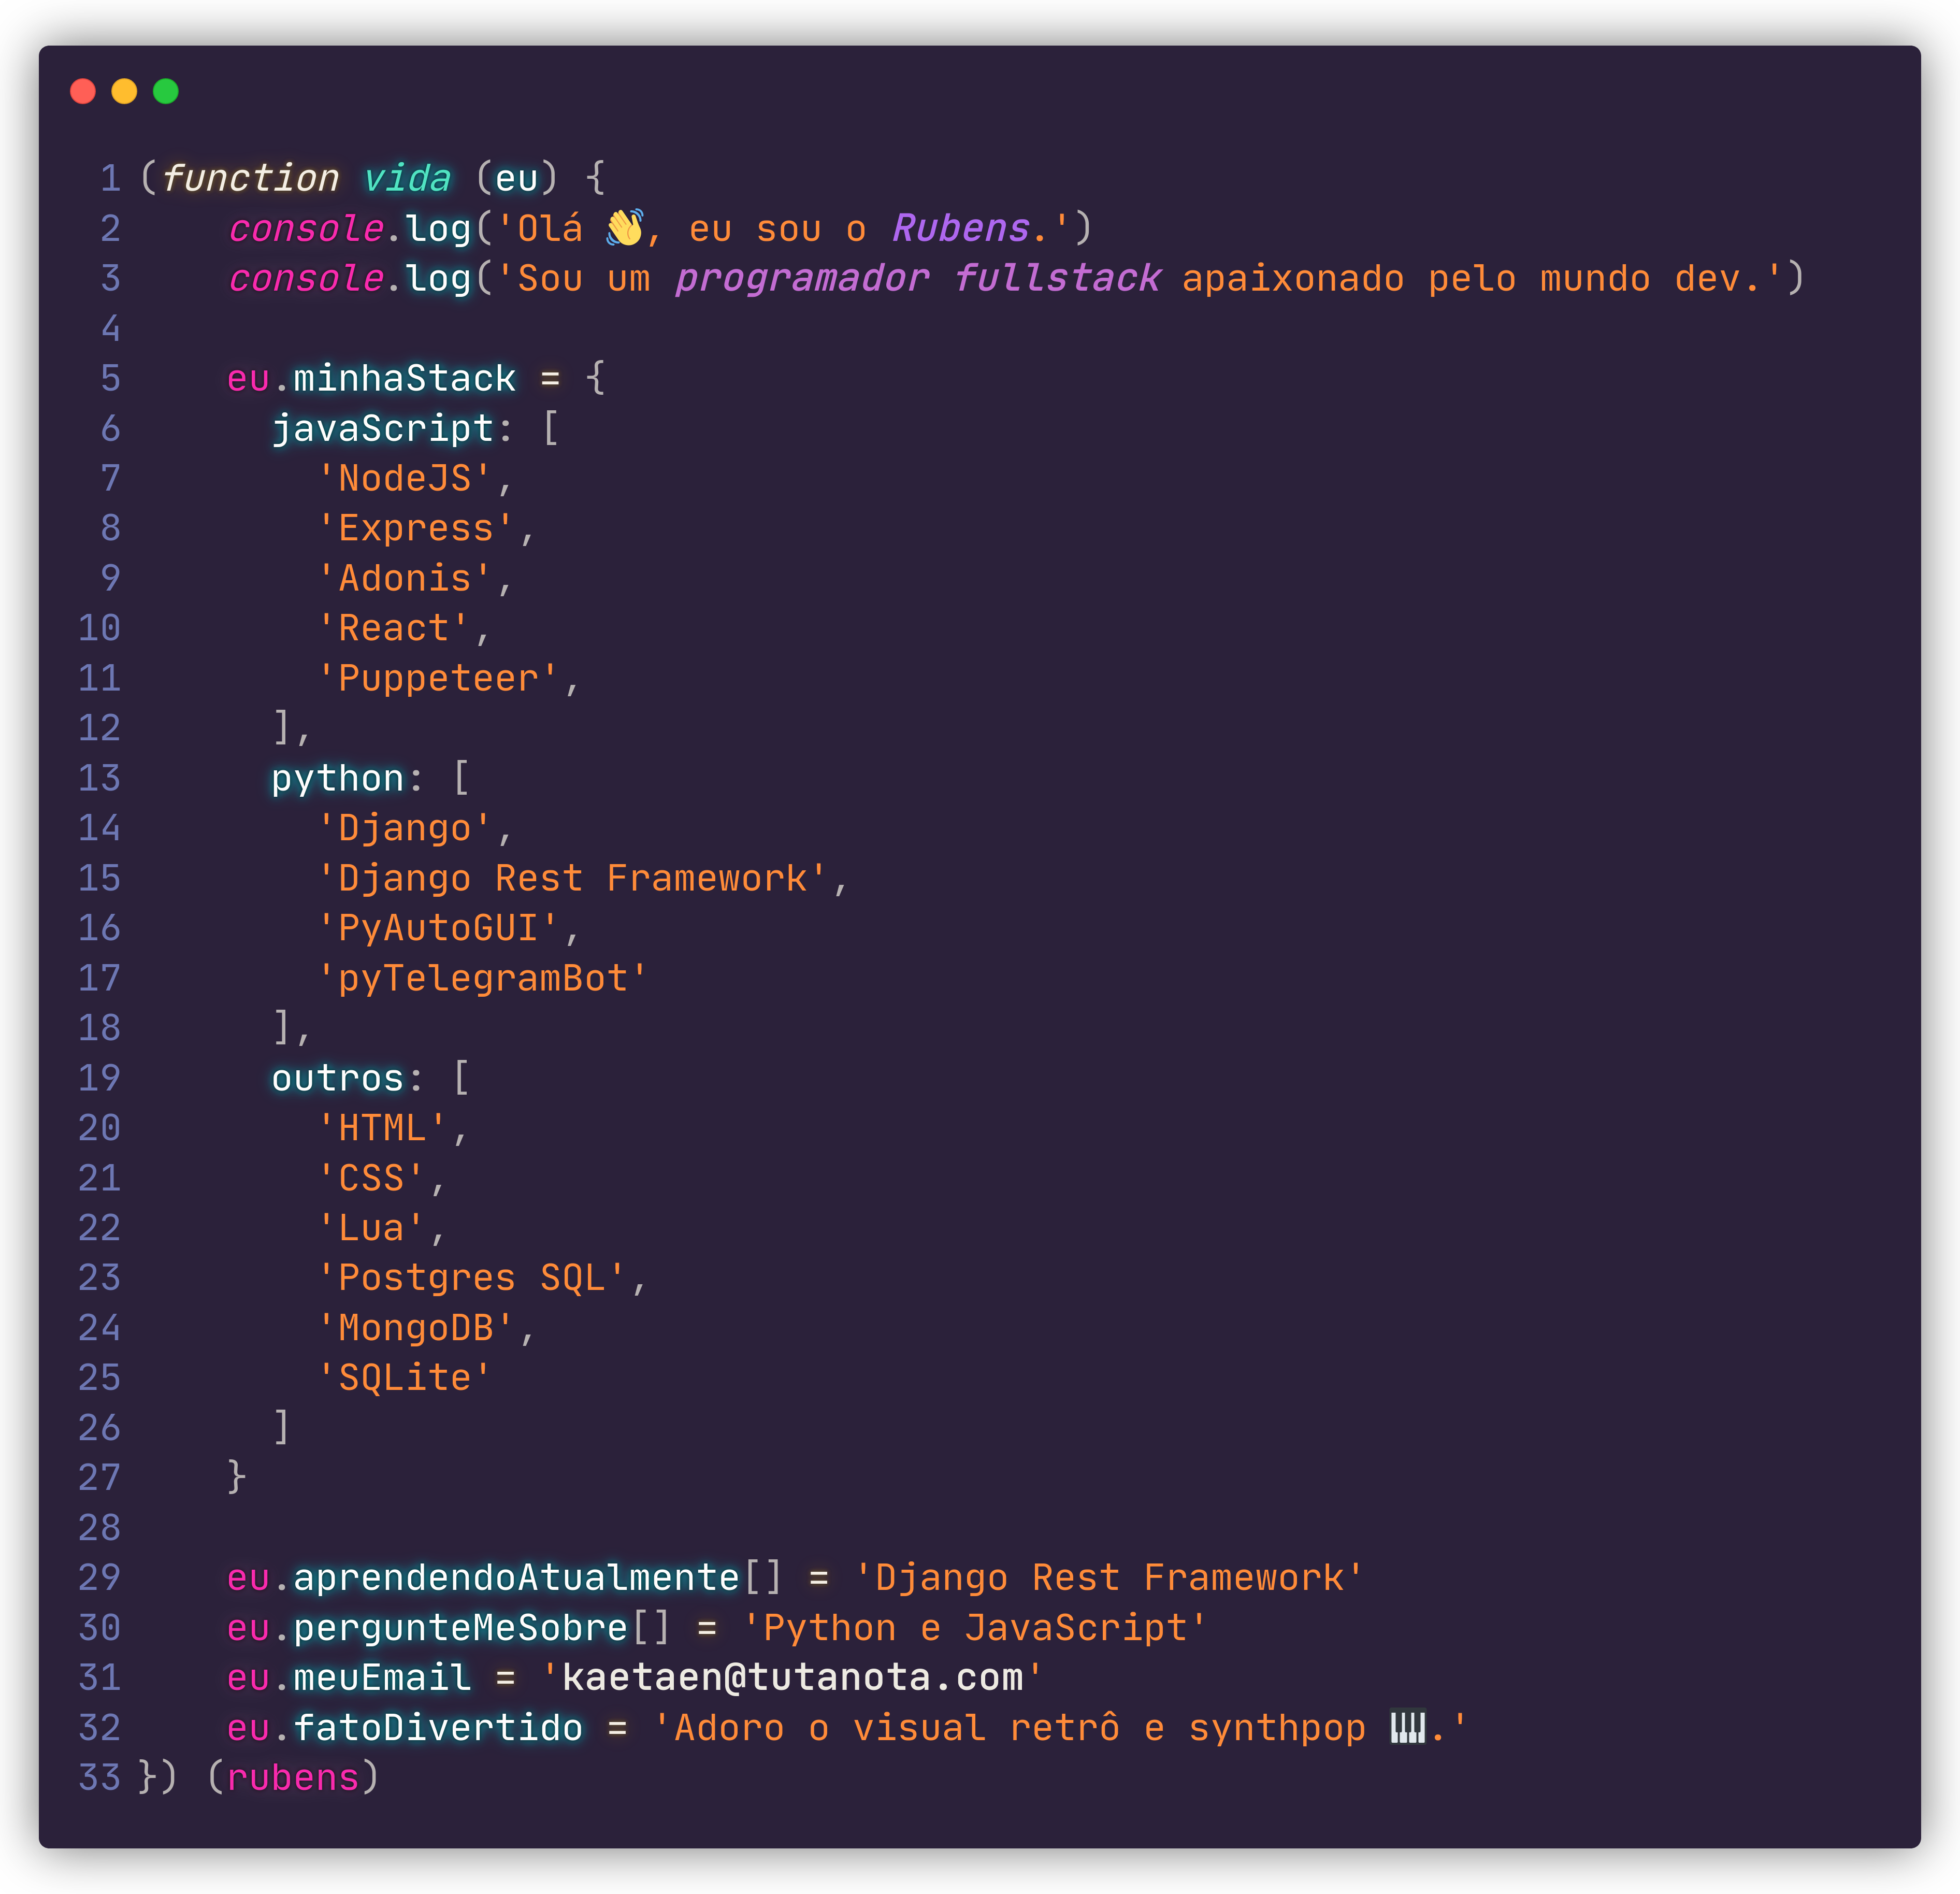 1 (function vida (eu) {
2     console.log('Olá 👋, eu sou o Rubens.')
3     console.log('Sou um programador fullstack apaixonado pelo mundo dev.')
4
5     eu.minhaStack = {
6       javaScript: [
7         'NodeJS',
8         'Express',
9         'Adonis',
10         'React',
11         'Puppeteer',
12       ],
13       python: [
14         'Django',
15         'Django Rest Framework',
16         'PyAutoGUI',
17         'pyTelegramBot'
18       ],
19       outros: [
20         'HTML',
21         'CSS',
22         'Lua',
23         'Postgres SQL',
24         'MongoDB',
25         'SQLite'
26       ]
27     }
28
29     eu.aprendendoAtualmente[] = 'Django Rest Framework'
30     eu.pergunteMeSobre[] = 'Python e JavaScript'
31     eu.meuEmail = 'kaetaen@tutanota.com'
32     eu.fatoDivertido = 'Adoro o visual retrô e synthpop 🎹.'
33 }) (rubens)